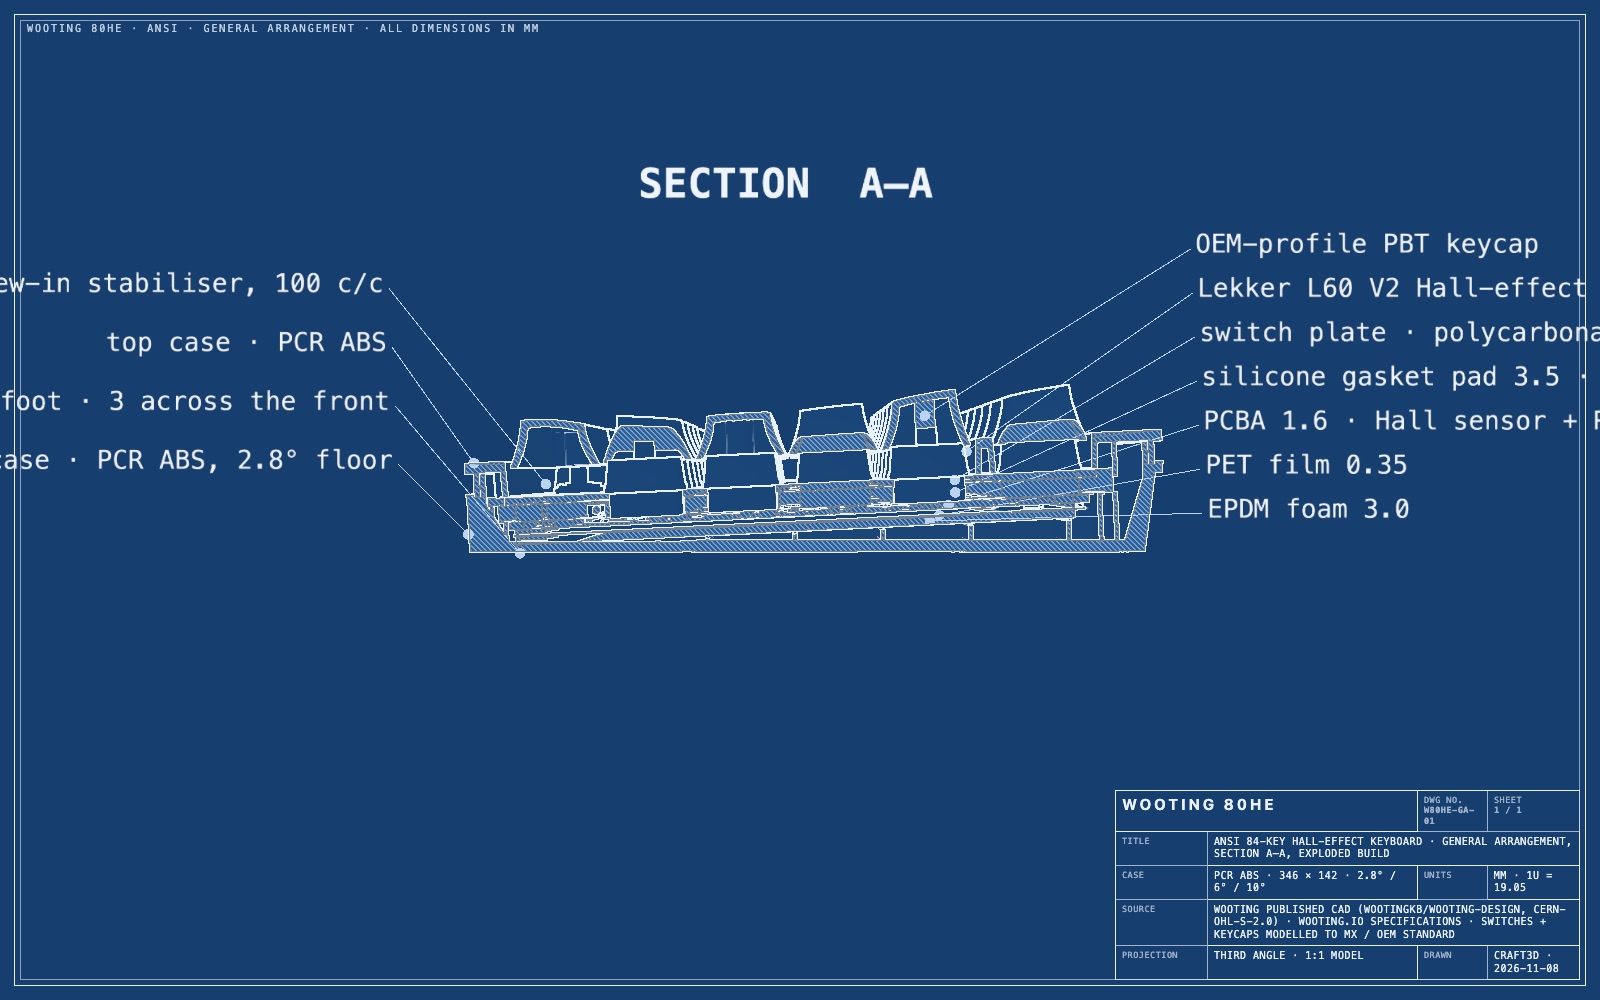 WOOTING 80HE · ANSI · GENERAL ARRANGEMENT · ALL DIMENSIONS IN MM
SECTION A–A
stabiliser, 100 c/c
top case · PCR ABS
foot · 3 across the front
case · PCR ABS, 2.8° floor
OEM–profile PBT keycap
Lekker L60 V2 Hall–effect
switch plate ·
silicone gasket pad 3.5 ·
PCBA 1.6 · Hall sensor +
PET film 0.35
EPDM foam 3.0
WOOTING 80HE
DWG NO.
W80HE-GA-
01
SHEET
1 / 1
TITLE
ANSI 84-KEY HALL-EFFECT KEYBOARD · GENERAL ARRANGEMENT,
SECTION A-A, EXPLODED BUILD
CASE
PCR ABS · 346 × 142 · 2.8° /
6° / 10°
UNITS
MM · 1U =
19.05
SOURCE
WOOTING PUBLISHED CAD (WOOTINGKB/WOOTING-DESIGN, CERN-
OHL-S-2.0) · WOOTING.IO SPECIFICATIONS · SWITCHES +
KEYCAPS MODELLED TO MX / OEM STANDARD
PROJECTION
THIRD ANGLE · 1:1 MODEL
DRAWN
CRAFT3D ·
2026-11-08